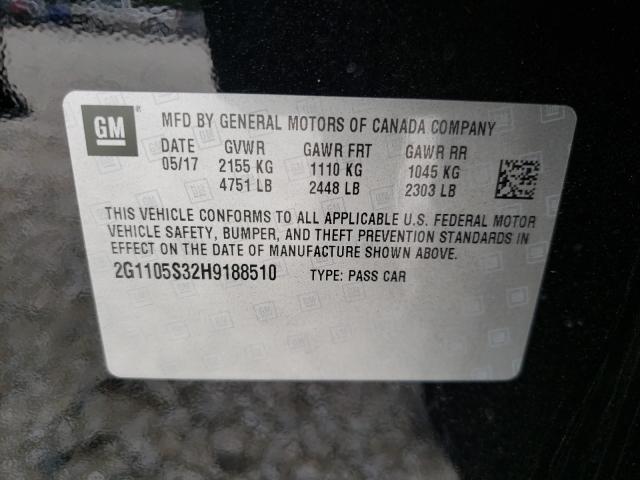 GM ® MFD BY GENERAL MOTORS OF CANADA COMPANY
DATE GVWR GAWR FRT GAWR RR
05/17 2155 KG 1110 KG 1045 KG
4751 LB 2448 LB 2303 LB
THIS VEHICLE CONFORMS TO ALL APPLICABLE U.S. FEDERAL MOTOR
VEHICLE SAFETY, BUMPER, AND THEFT PREVENTION STANDARDS IN
EFFECT ON THE DATE OF MANUFACTURE SHOWN ABOVE.
2G1105S32H9188510 TYPE: PASS CAR